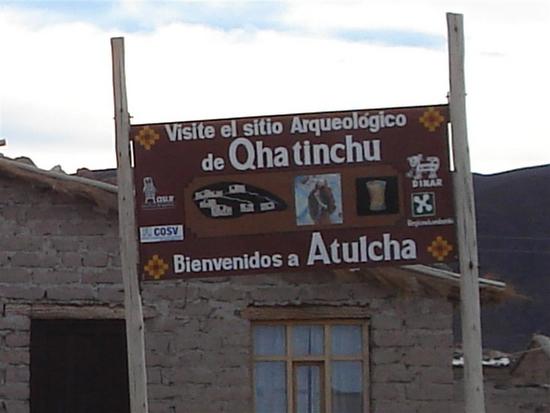 Visite el sitio Arqueológico
de Qhatinchu
DINAR
COSV
Bienvenidos a Atulcha